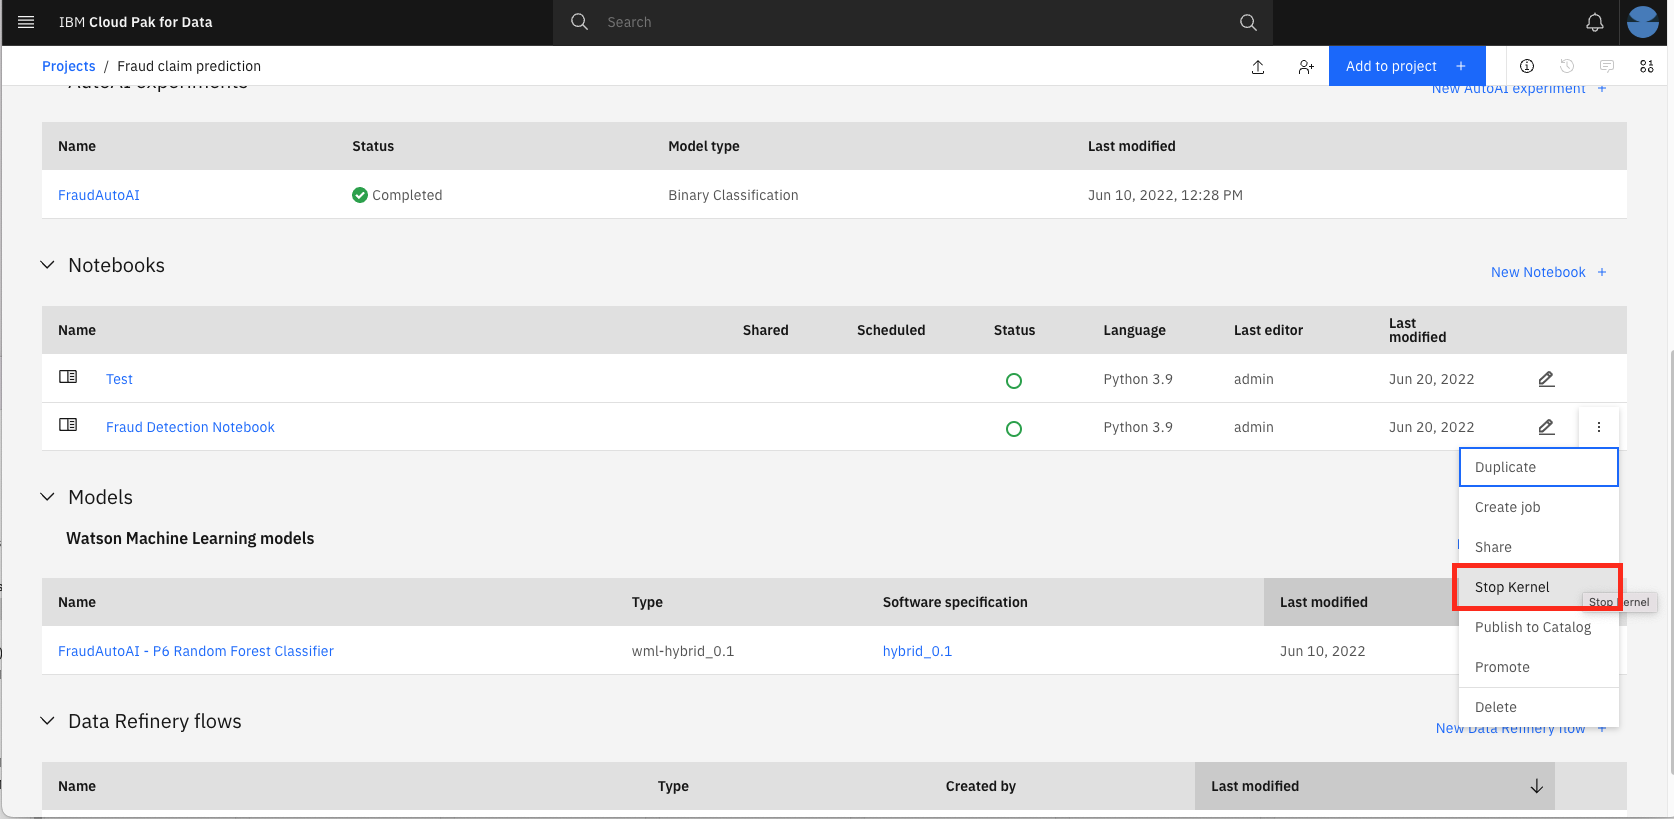 IBM Cloud Pak for Data
Search
Projects / Fraud claim prediction
Add to project +
AutoAI experiments
New AutoAI experiment +
Name Status Model type Last modified
FraudAutoAI Completed Binary Classification Jun 10, 2022, 12:28 PM
Notebooks
New Notebook +
Name Shared Scheduled Status Language Last editor Last modified
Test Python 3.9 admin Jun 20, 2022
Fraud Detection Notebook Python 3.9 admin Jun 20, 2022
Duplicate
Create job
Share
Stop Kernel
Stop Kernel
Publish to Catalog
Promote
Delete
Models
Watson Machine Learning models
Name Type Software specification Last modified
FraudAutoAI - P6 Random Forest Classifier wml-hybrid_0.1 hybrid_0.1 Jun 10, 2022
Data Refinery flows
New Data Refinery flow +
Name Type Created by Last modified